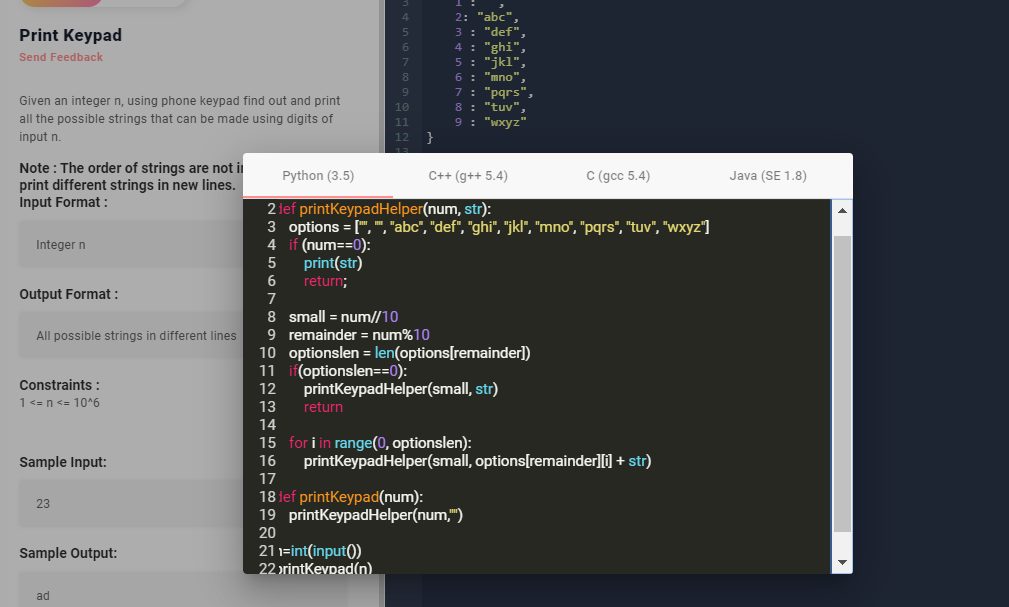 Print Keypad
Send Feedback
Given an integer n, using phone keypad find out and print
all the possible strings that can be made using digits of
input n.
Note : The order of strings are not
print different strings in new lines.
Input Format :
Integer n
Output Format :
All possible strings in different lines
Constraints :
1 <= n <= 10^6
Sample Input:
23
Sample Output:
ad
3 1 : "",
4 2: "abc",
5 3 : "def",
6 4 : "ghi",
7 5 : "jkl",
8 6 : "mno",
9 7 : "pqrs",
10 8 : "tuv",
11 9 : "wxyz"
12 }
13
Python (3.5) C++ (g++ 5.4) C (gcc 5.4) Java (SE 1.8)
2 def printKeypadHelper(num, str):
3 options = ["", "", "abc", "def", "ghi", "jkl", "mno", "pqrs", "tuv", "wxyz"]
4 if (num==0):
5 print(str)
6 return;
7
8 small = num//10
9 remainder = num%10
10 optionslen = len(options[remainder])
11 if(optionslen==0):
12 printKeypadHelper(small, str)
13 return
14
15 for i in range(0, optionslen):
16 printKeypadHelper(small, options[remainder][i] + str)
17
18 def printKeypad(num):
19 printKeypadHelper(num,"")
20
21 n=int(input())
22 printKeypad(n)